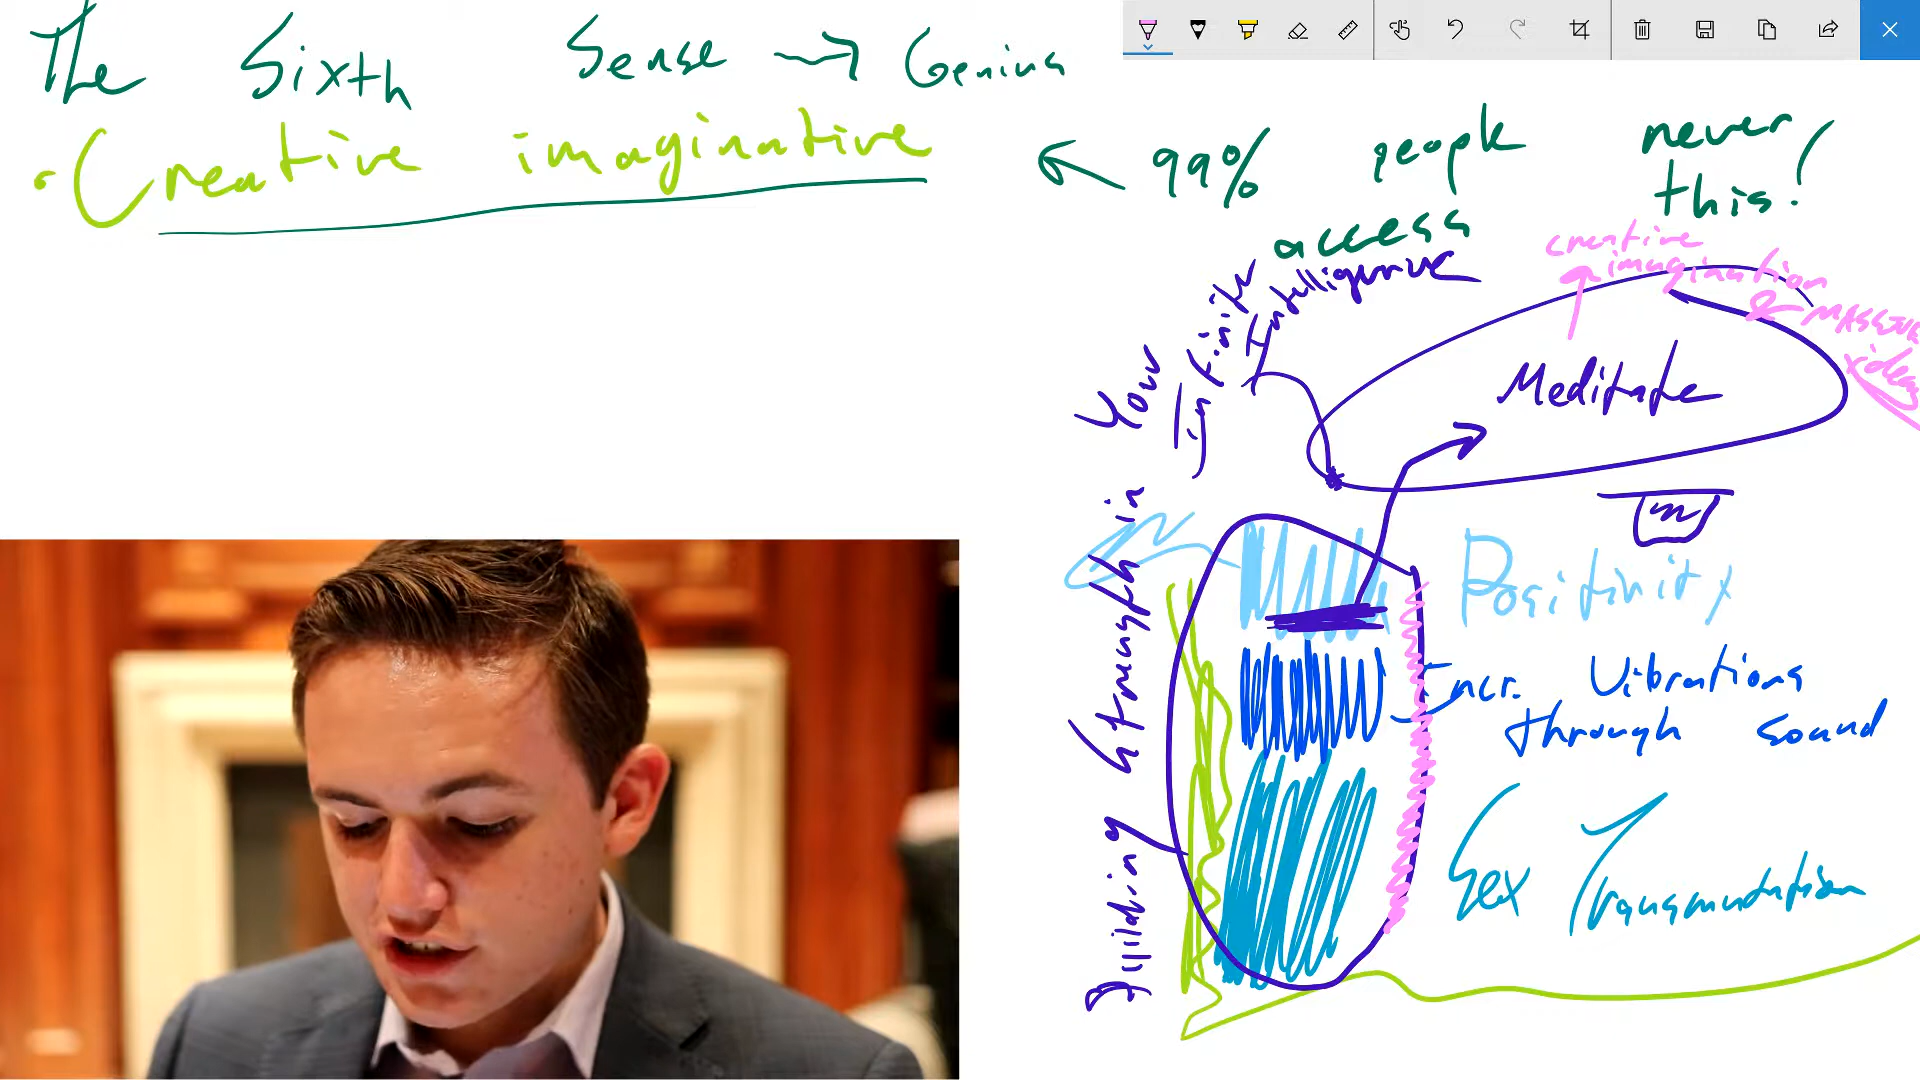 The Sixth Sense → Genius
• Creative imaginative
← 99% people never
access this!
creative
imagination
& MASSIVE
ideas
Meditate
Building Strength in Your
Infinite
Intelligence
Positivity
Incr. Vibrations
through sound
Sex Transmutation